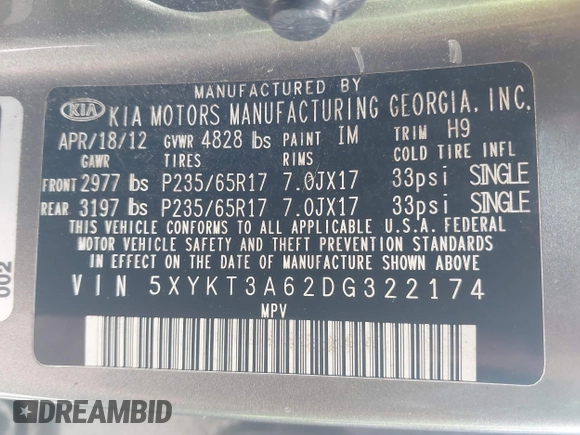 MANUFACTURED BY
KIA KIA MOTORS MANUFACTURING GEORGIA, INC.
APR/18/12 GVWR 4828 lbs PAINT IM TRIM H9
GAWR TIRES RIMS COLD TIRE INFL
FRONT 2977 lbs P235/65R17 7.0JX17 33psi SINGLE
REAR 3197 lbs P235/65R17 7.0JX17 33psi SINGLE
THIS VEHICLE CONFORMS TO ALL APPLICABLE U.S.A. FEDERAL
MOTOR VEHICLE SAFETY AND THEFT PREVENTION STANDARDS
IN EFFECT ON THE DATE OF MANUFACTURE SHOWN ABOVE
VIN 5XYKT3A62DG322174
MPV
002
DREAMBID